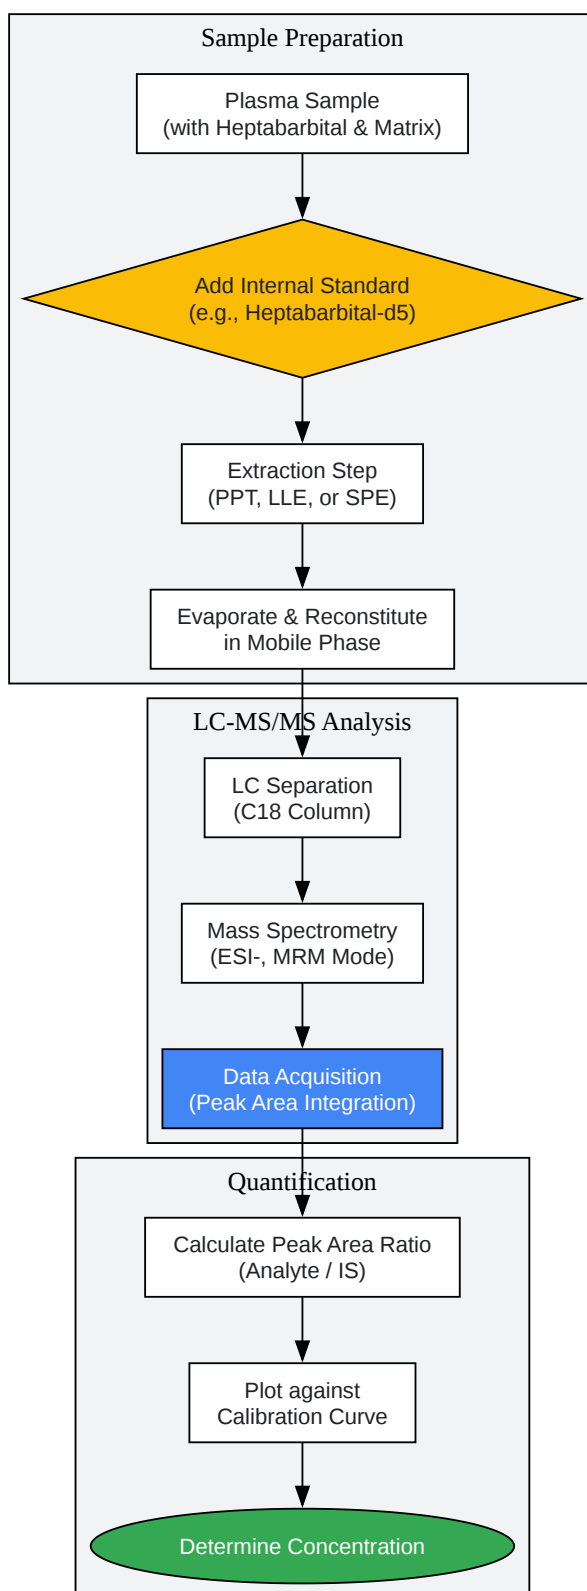 Sample Preparation
Plasma Sample
(with Heptabarbital & Matrix)
Add Internal Standard
(e.g., Heptabarbital-d5)
Extraction Step
(PPT, LLE, or SPE)
Evaporate & Reconstitute
in Mobile Phase
LC-MS/MS Analysis
LC Separation
(C18 Column)
Mass Spectrometry
(ESI-, MRM Mode)
Data Acquisition
(Peak Area Integration)
Quantification
Calculate Peak Area Ratio
(Analyte / IS)
Plot against
Calibration Curve
Determine Concentration